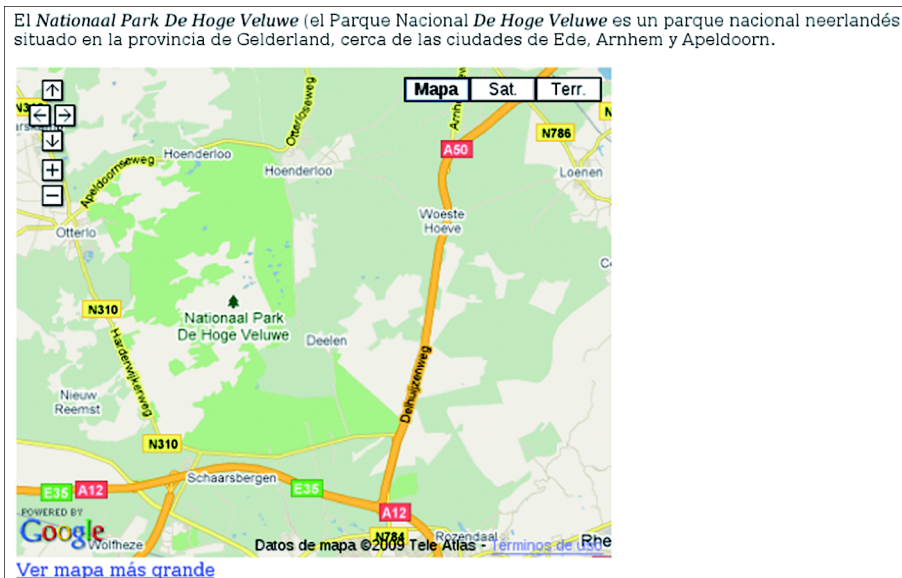 El Nationaal Park De Hoge Veluwe (el Parque Nacional De Hoge Veluwe es un parque nacional neerlandés
situado en la provincia de Gelderland, cerca de las ciudades de Ede, Arnhem y Apeldoorn.
Mapa Sat. Terr.
Otterloseweg
A50
N786
Hoenderloo
Apeldoornseweg
Hoenderloo
Loenen
Woeste
Hoeve
Otterlo
N310
Nationaal Park
De Hoge Veluwe
Deelen
Harderwijkerweg
Delhuijzenweg
Nieuw
Reemst
N310
Schaarsbergen
E35 A12
E35
A12
POWERED BY
Google
Wolfheze
N784
Rozendaal
Datos de mapa ©2009 Tele Atlas - Términos de uso
Ver mapa más grande